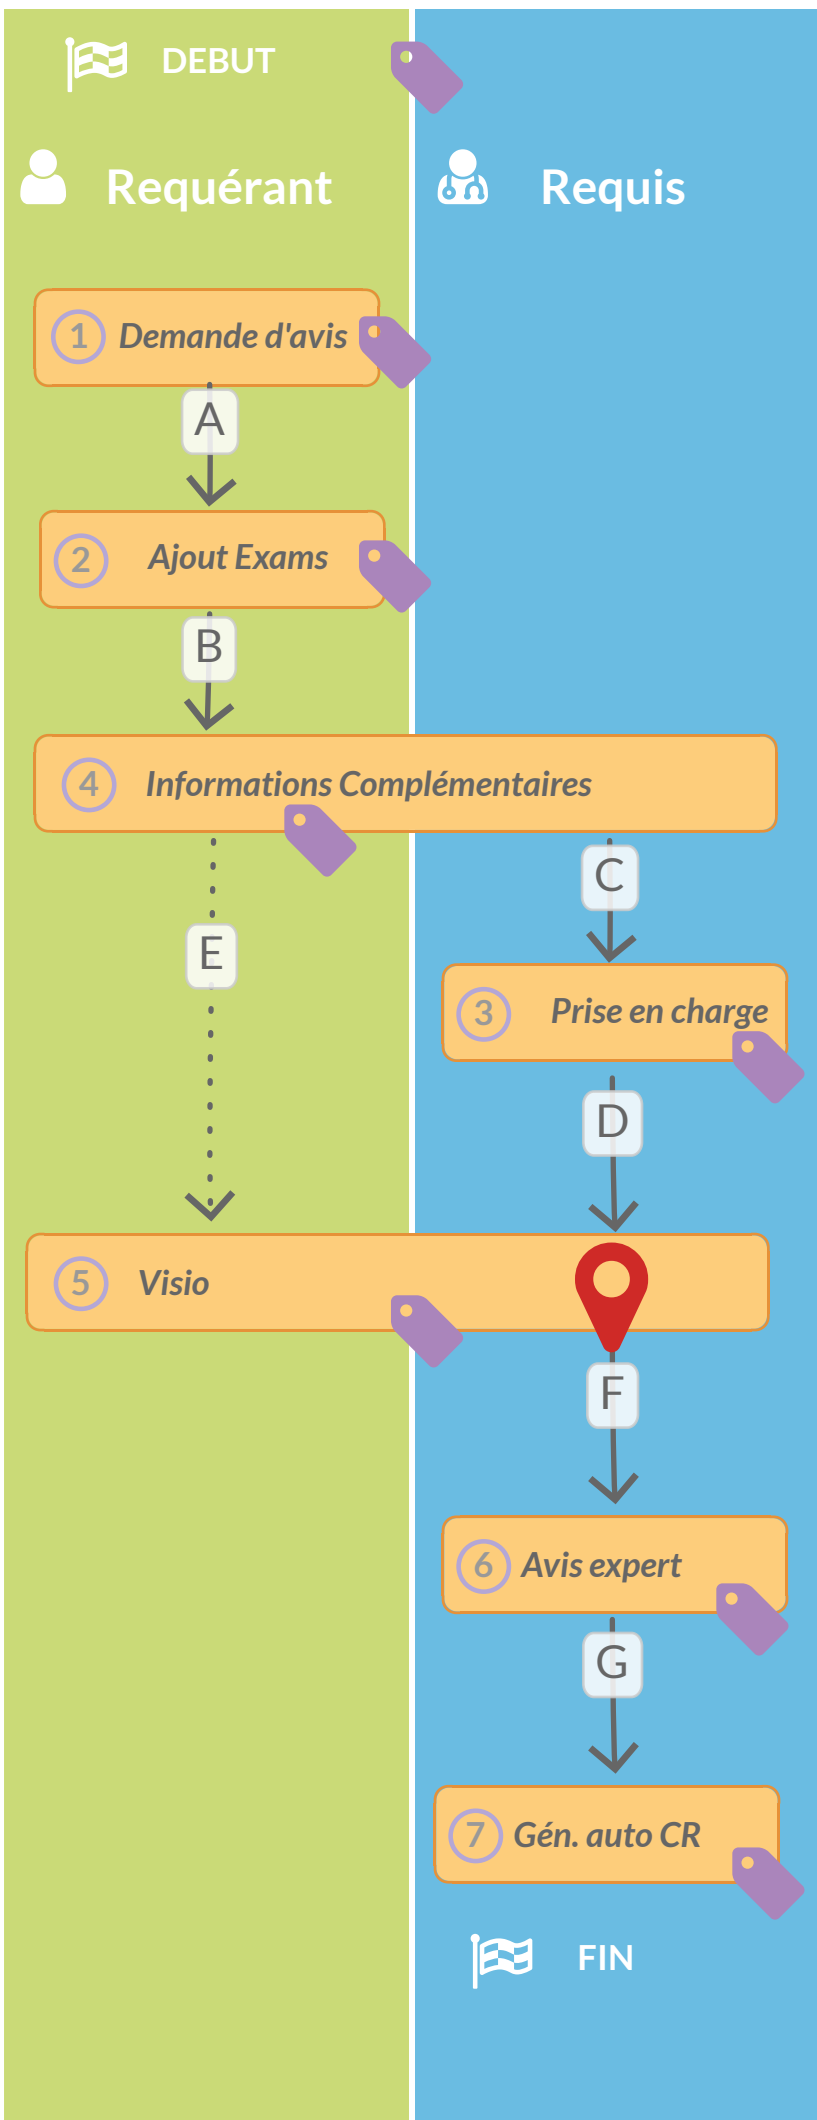 DEBUT
Requérant
Requis
1 Demande d'avis
A
2 Ajout Exams
B
4 Informations Complémentaires
C
E
3 Prise en charge
D
5 Visio
F
6 Avis expert
G
7 Gén. auto CR
FIN